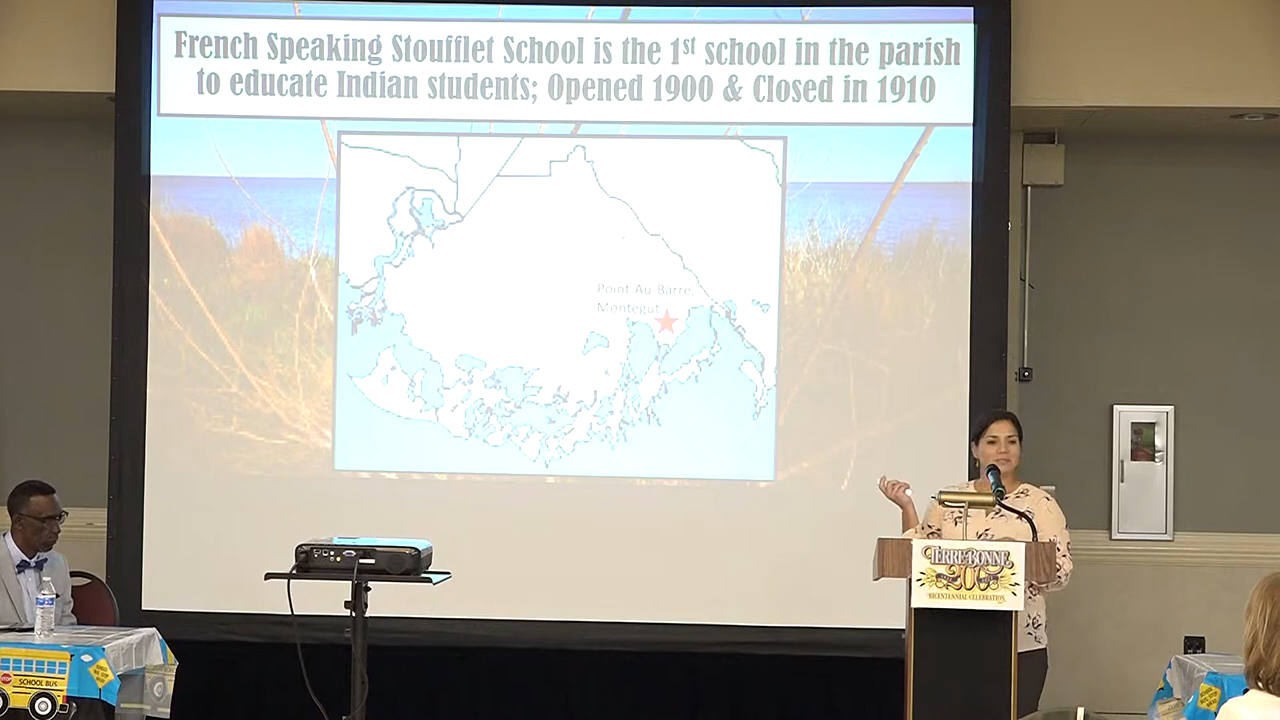 French Speaking Stoufflet School is the 1st school in the parish
to educate Indian students; Opened 1900 & Closed in 1910
Point Au Barre,
Montegut
TERREBONNE
200
BICENTENNIAL CELEBRATION
STOP
SCHOOL BUS